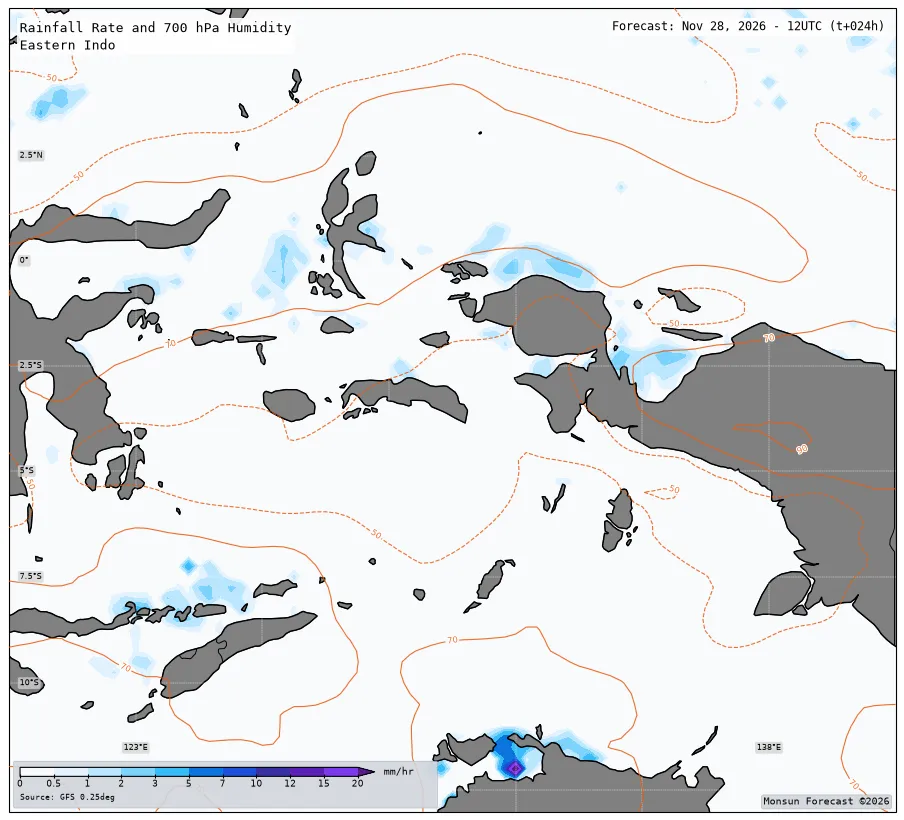 Rainfall Rate and 700 hPa Humidity
Eastern Indo
Forecast: Nov 28, 2026 - 12UTC (t+024h)
50
50
50
2.5°N
0°
50
70
70
2.5°S
90
5°S
50
50
50
7.5°S
70
70
10°S
123°E
138°E
70
0 0.5 1 2 3 5 7 10 12 15 20 mm/hr
Source: GFS 0.25deg
Monsun Forecast ©2026